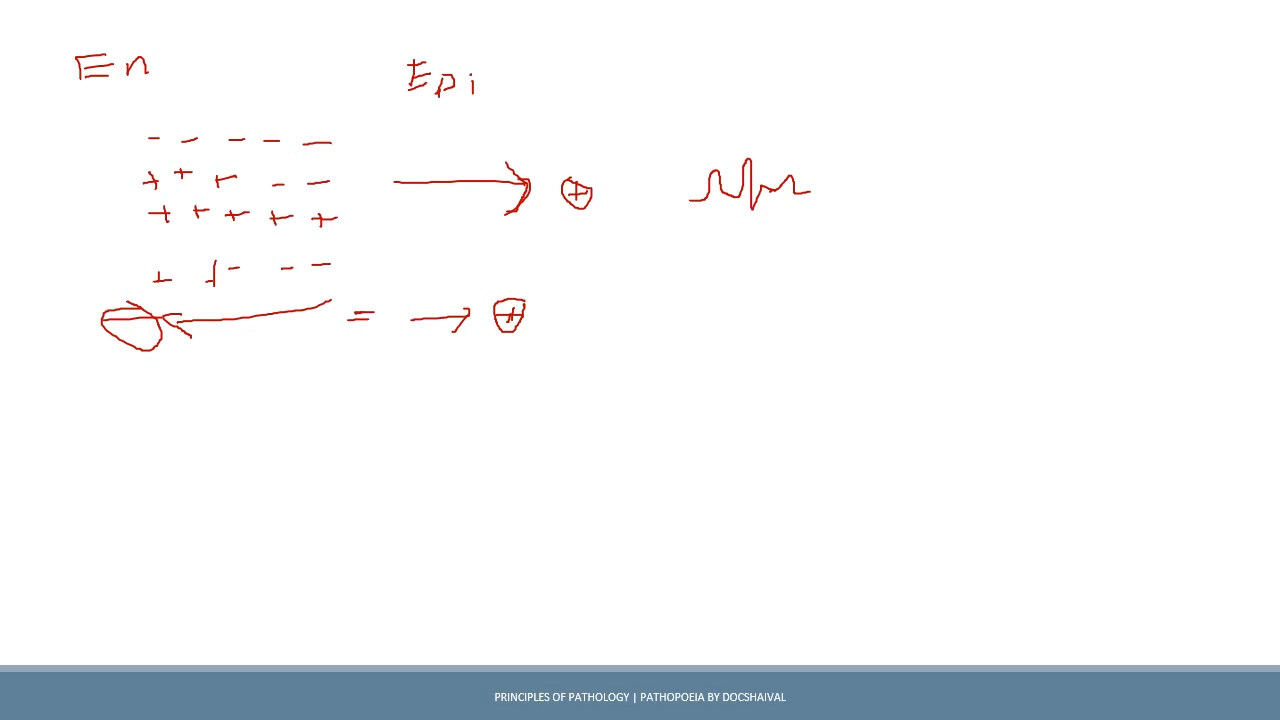 En Epi
- - - - -
+ + + - -
+ + + + +
+ + - - -
- ← = → +
PRINCIPLES OF PATHOLOGY | PATHOPOEIA BY DOCSHAIVAL